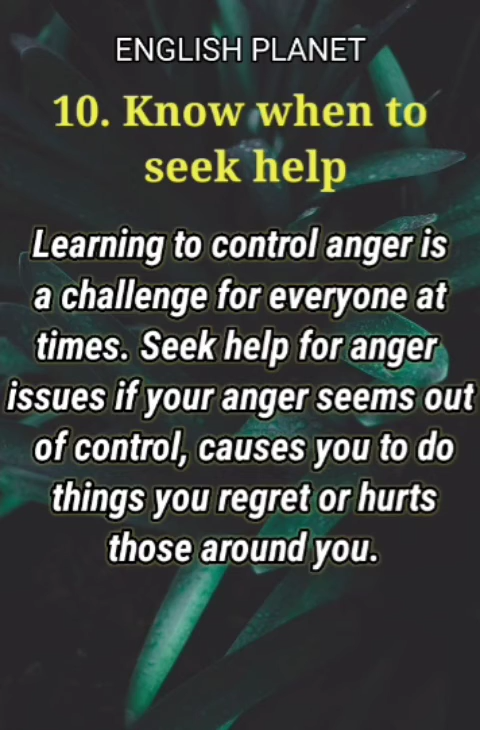 ENGLISH PLANET
10. Know when to
seek help
Learning to control anger is
a challenge for everyone at
times. Seek help for anger
issues if your anger seems out
of control, causes you to do
things you regret or hurts
those around you.